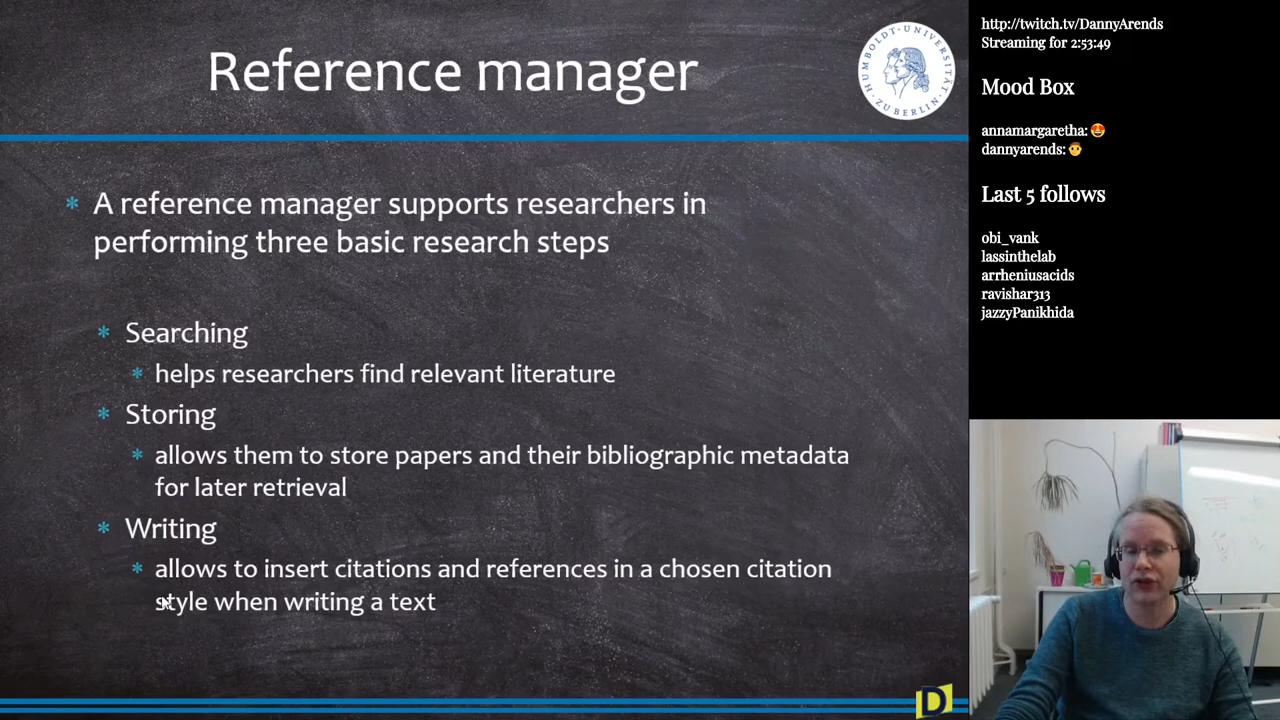 Reference manager
HUMBOLDT-UNIVERSITÄT
ZU BERLIN
A reference manager supports researchers in
performing three basic research steps
Searching
helps researchers find relevant literature
Storing
allows them to store papers and their bibliographic metadata
for later retrieval
Writing
allows to insert citations and references in a chosen citation
style when writing a text
D
http://twitch.tv/DannyArends
Streaming for 2:53:49
Mood Box
annamargaretha: 😍
dannyarends: 👨
Last 5 follows
obi_vank
lassinthelab
arrheniusacids
ravishar313
jazzyPanikhida